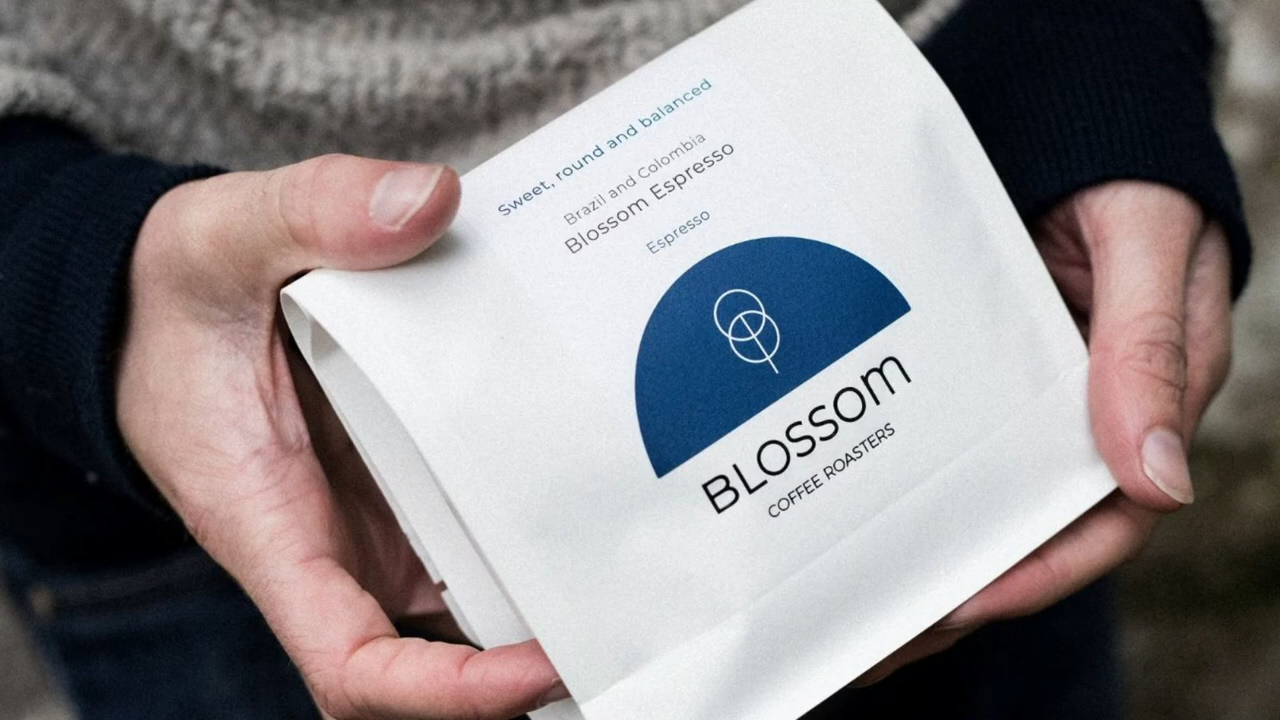 Sweet, round and balanced
Brazil and Colombia
Blossom Espresso
Espresso
BLOSSOM
COFFEE ROASTERS